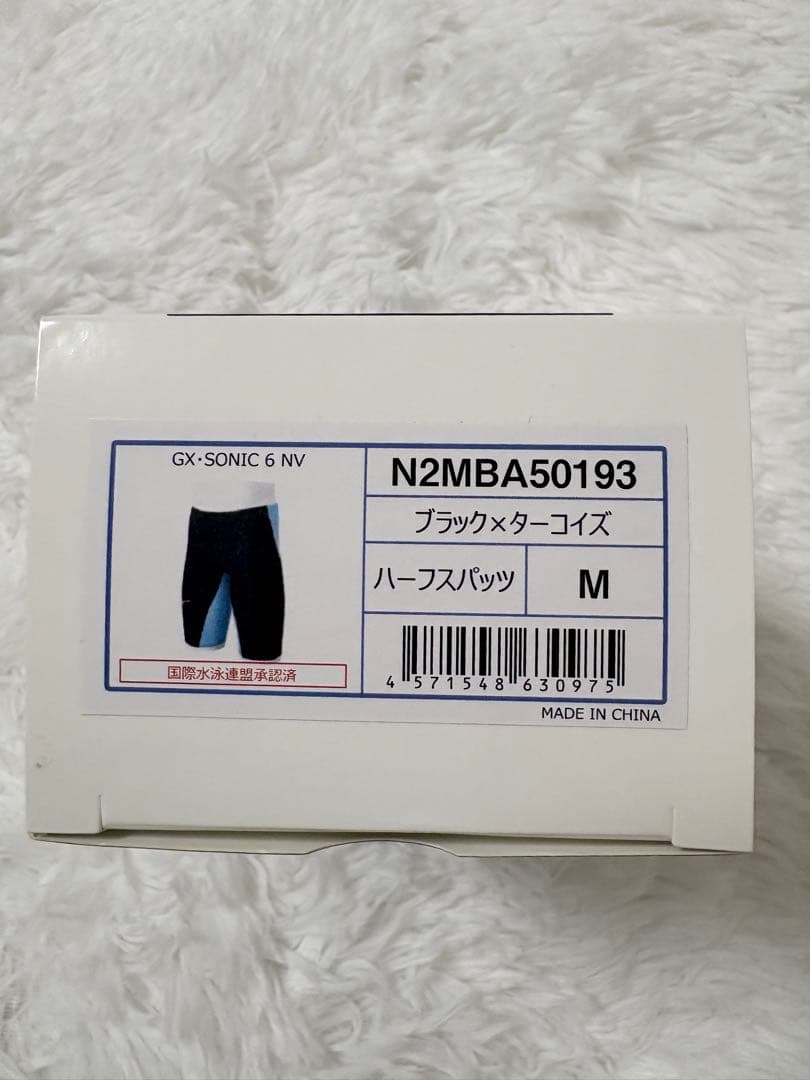 GX・SONIC 6 NV
国際水泳連盟承認済
N2MBA50193
ブラック×ターコイズ
ハーフスパッツ
M
4 571548 630975
MADE IN CHINA